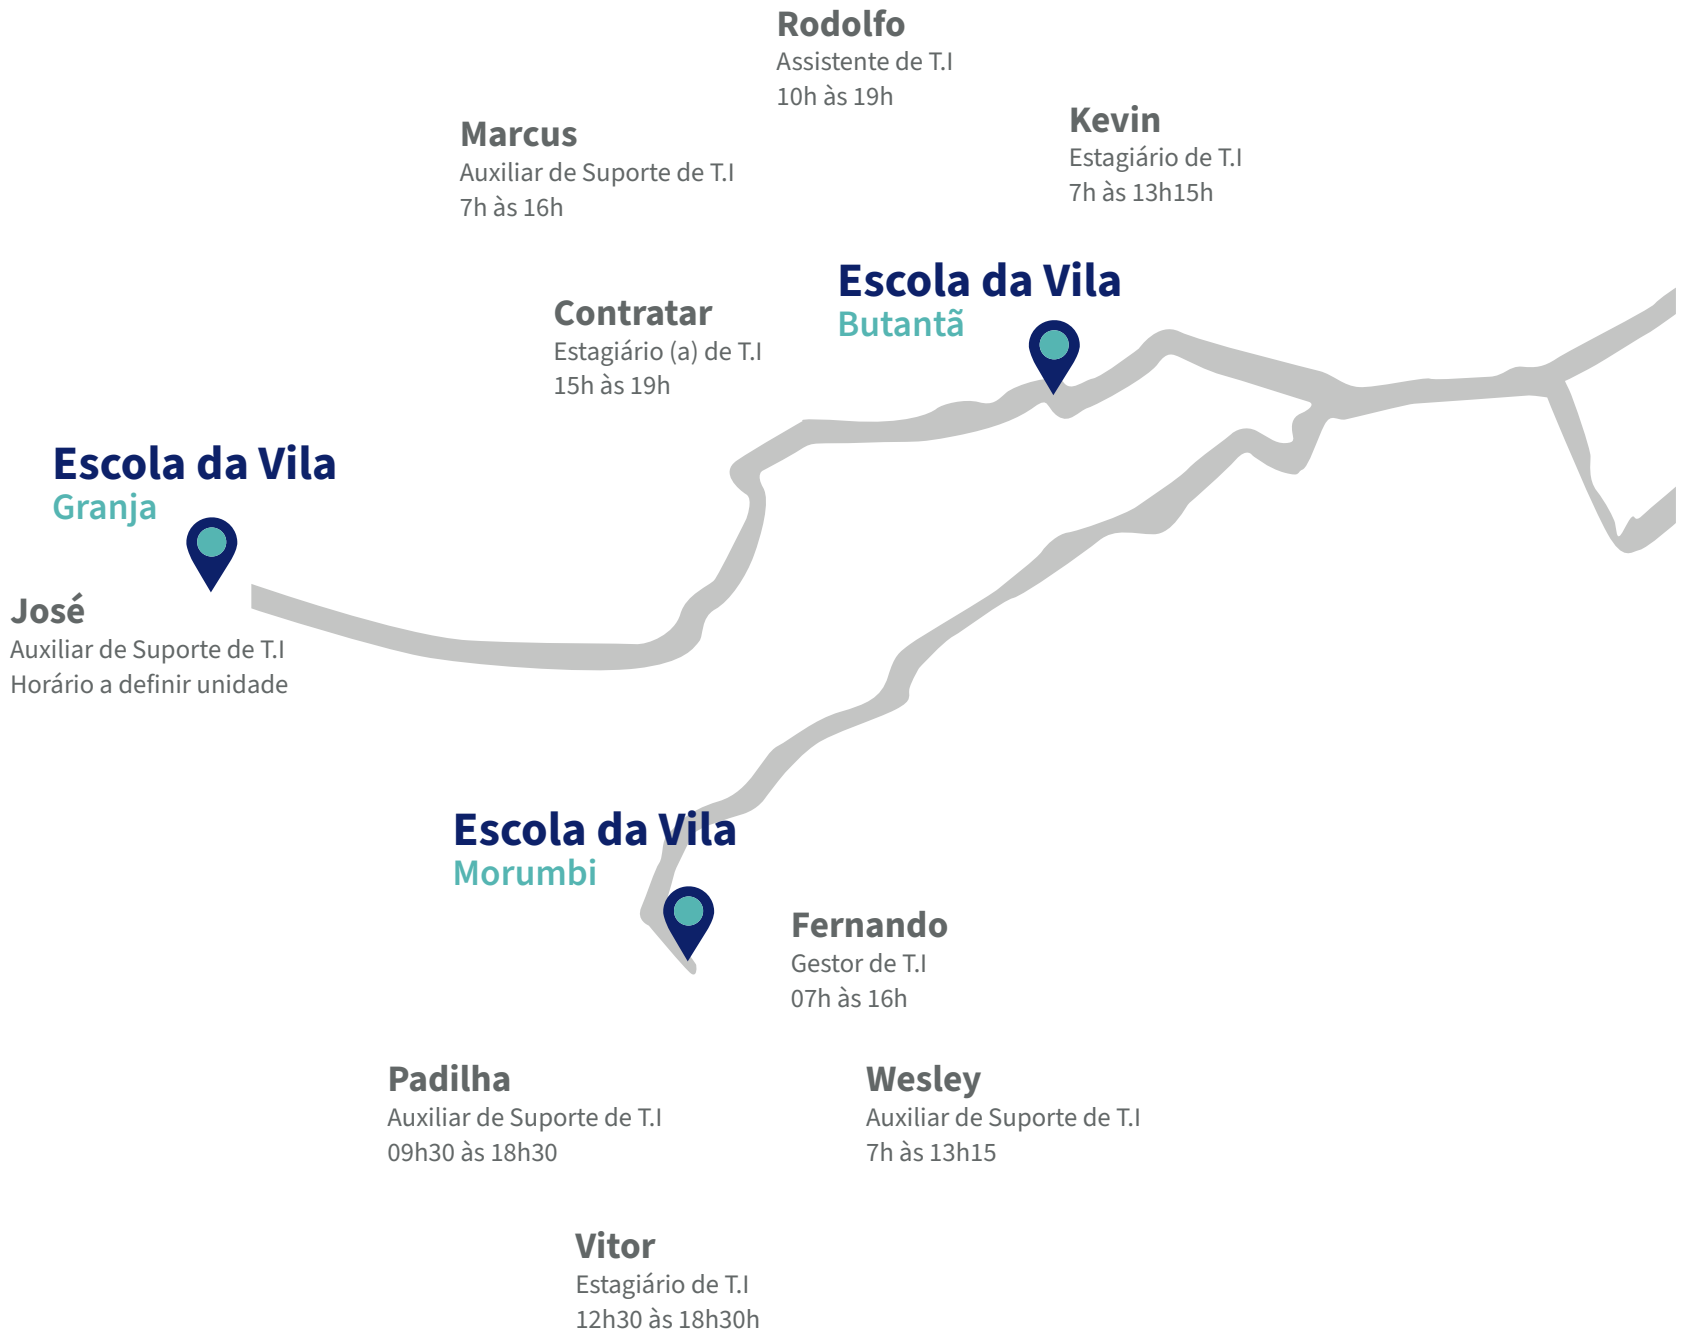 Rodolfo
Assistente de T.I
10h às 19h
Marcus
Auxiliar de Suporte de T.I
7h às 16h
Kevin
Estagiário de T.I
7h às 13h15h
Escola da Vila
Butantã
Contratar
Estagiário (a) de T.I
15h às 19h
Escola da Vila
Granja
José
Auxiliar de Suporte de T.I
Horário a definir unidade
Escola da Vila
Morumbi
Fernando
Gestor de T.I
07h às 16h
Padilha
Auxiliar de Suporte de T.I
09h30 às 18h30
Wesley
Auxiliar de Suporte de T.I
7h às 13h15
Vitor
Estagiário de T.I
12h30 às 18h30h